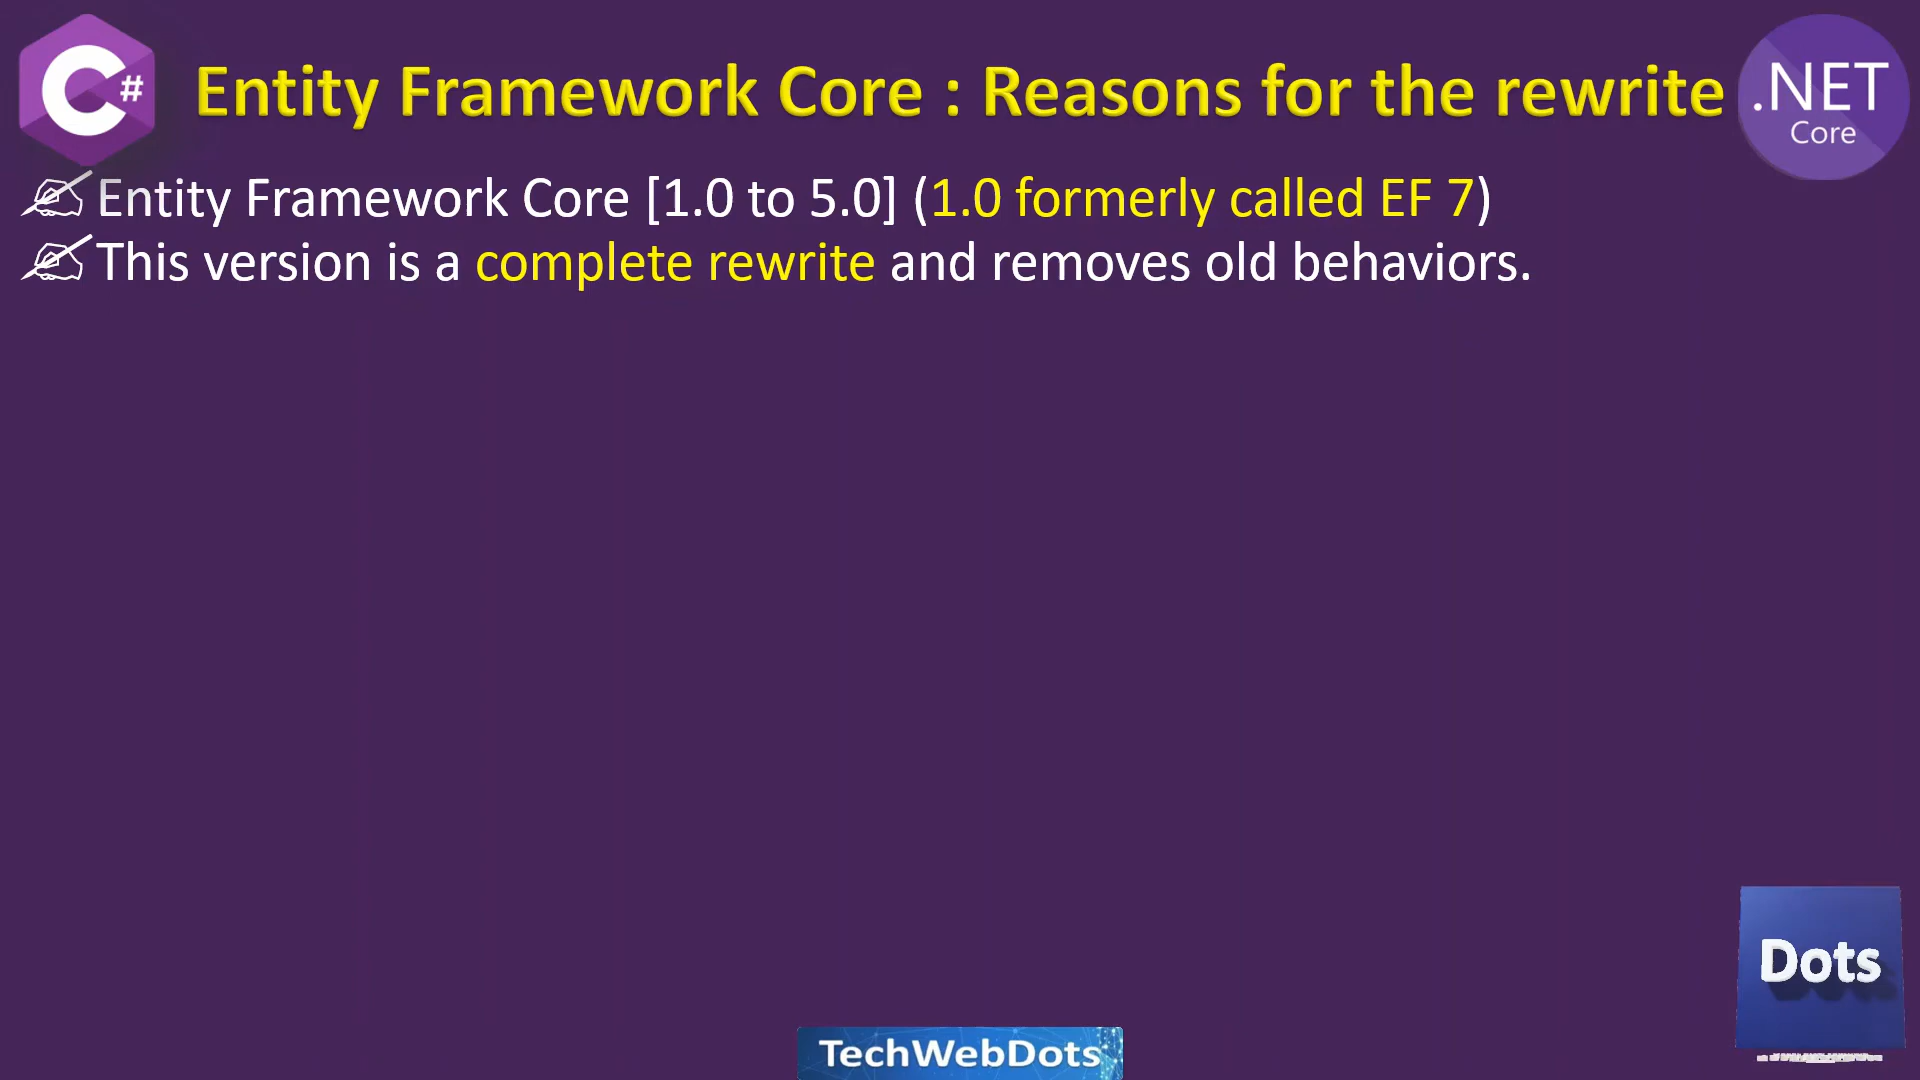 C#
Entity Framework Core : Reasons for the rewrite
.NET
Core
Entity Framework Core [1.0 to 5.0] (1.0 formerly called EF 7)
This version is a complete rewrite and removes old behaviors.
Dots
TechWebDots